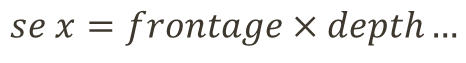 se x = frontage × depth ...